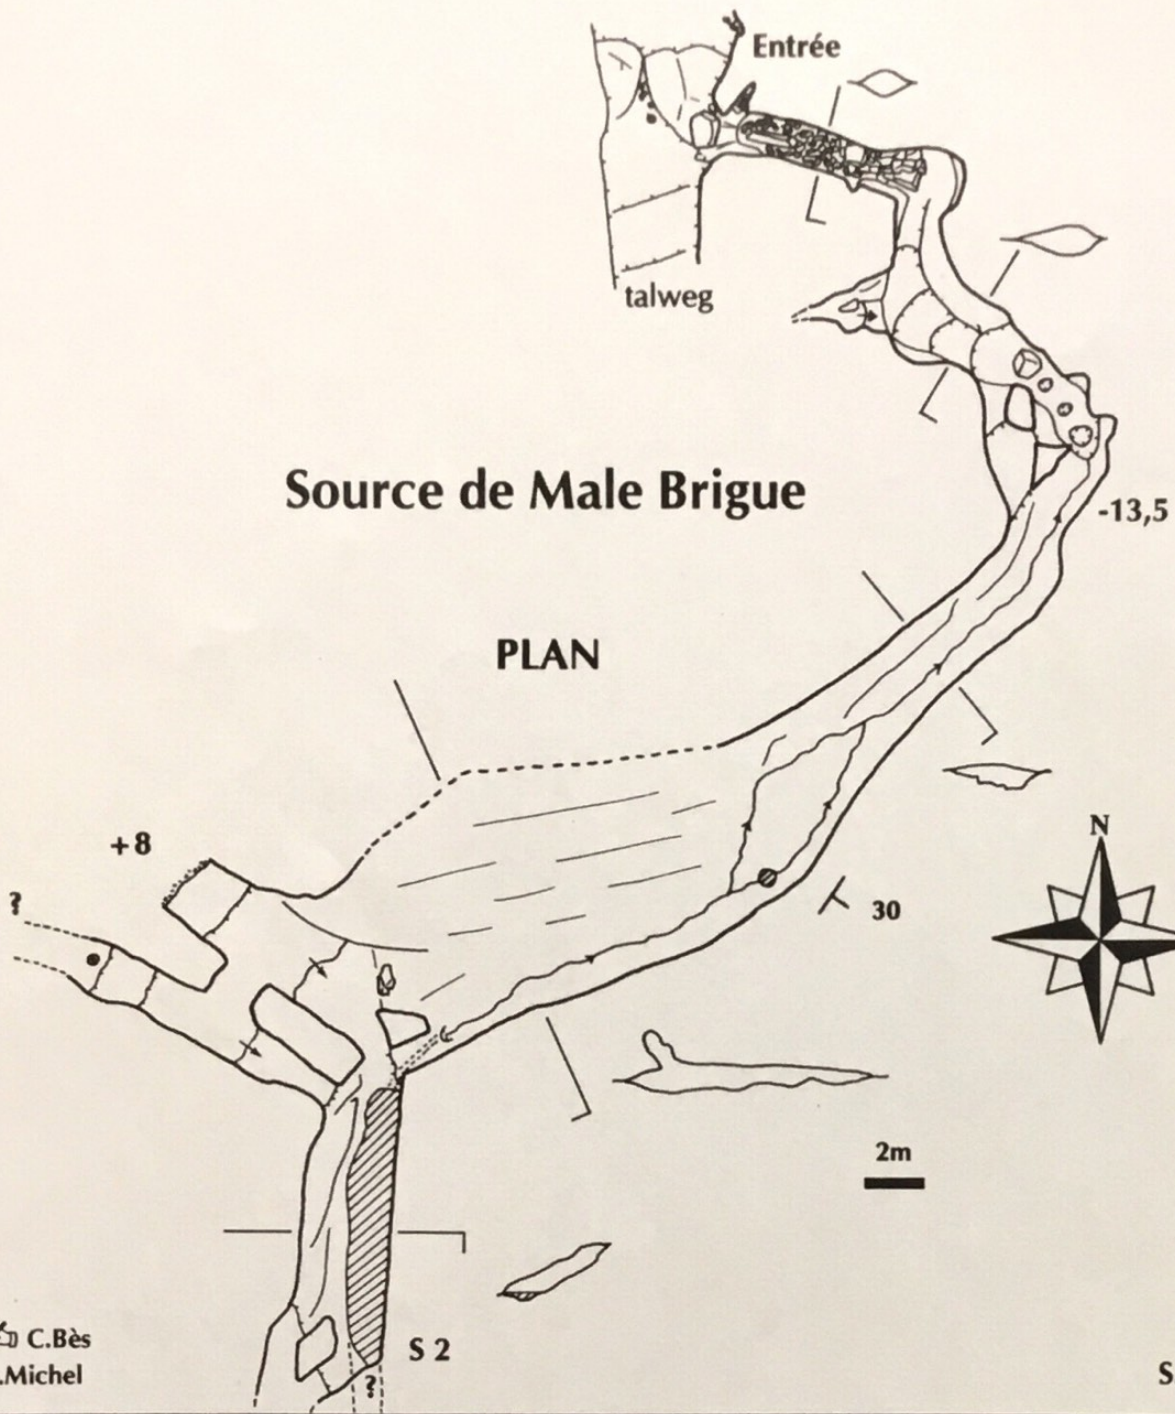 Entrée
talweg
Source de Male Brigue
-13,5
PLAN
+8
?
N
30
2m
C.Bès
.Michel
S 2
?
S